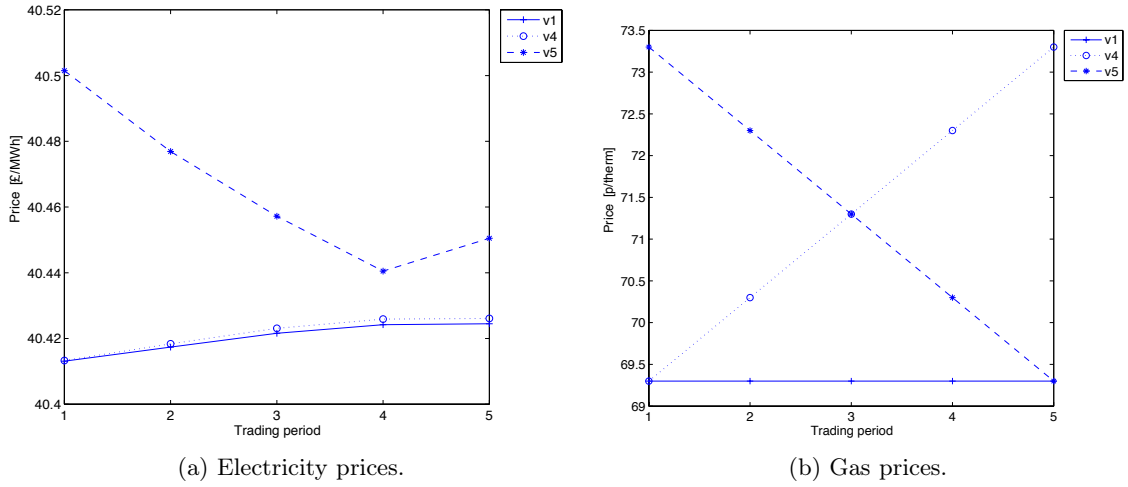 40.52
40.5
40.48
40.46
40.44
40.42
40.4
Price [£/MWh]
1 2 3 4 5
Trading period
v1
v4
v5
(a) Electricity prices.
73.5
73
72.5
72
71.5
71
70.5
70
69.5
69
Price [p/therm]
1 2 3 4 5
Trading period
v1
v4
v5
(b) Gas prices.